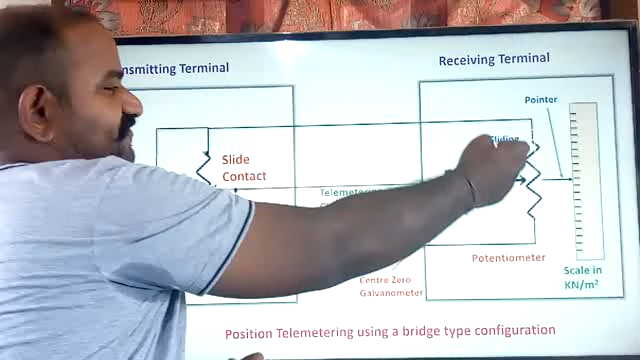 Transmitting Terminal
Receiving Terminal
Pointer
Sliding
Slide
Contact
Telemetering
Potentiometer
Centre Zero
Galvanometer
Scale in
KN/m²
Position Telemetering using a bridge type configuration